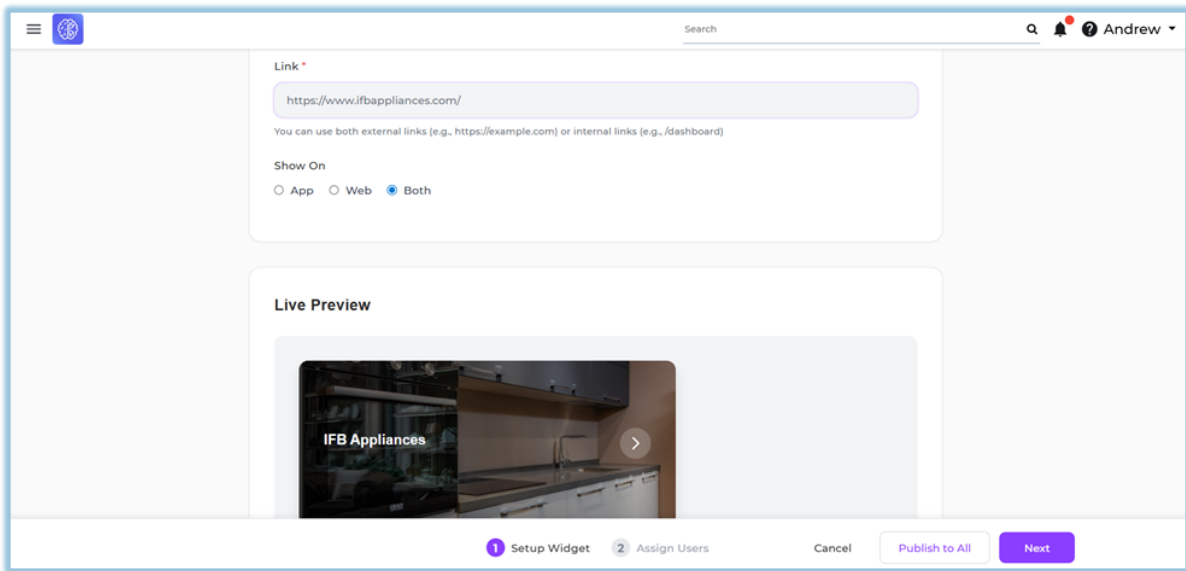 Search
Andrew
Link *
https://www.ifbappliances.com/
You can use both external links (e.g., https://example.com) or internal links (e.g., /dashboard)
Show On
App Web Both
Live Preview
IFB Appliances
1 Setup Widget 2 Assign Users Cancel Publish to All Next